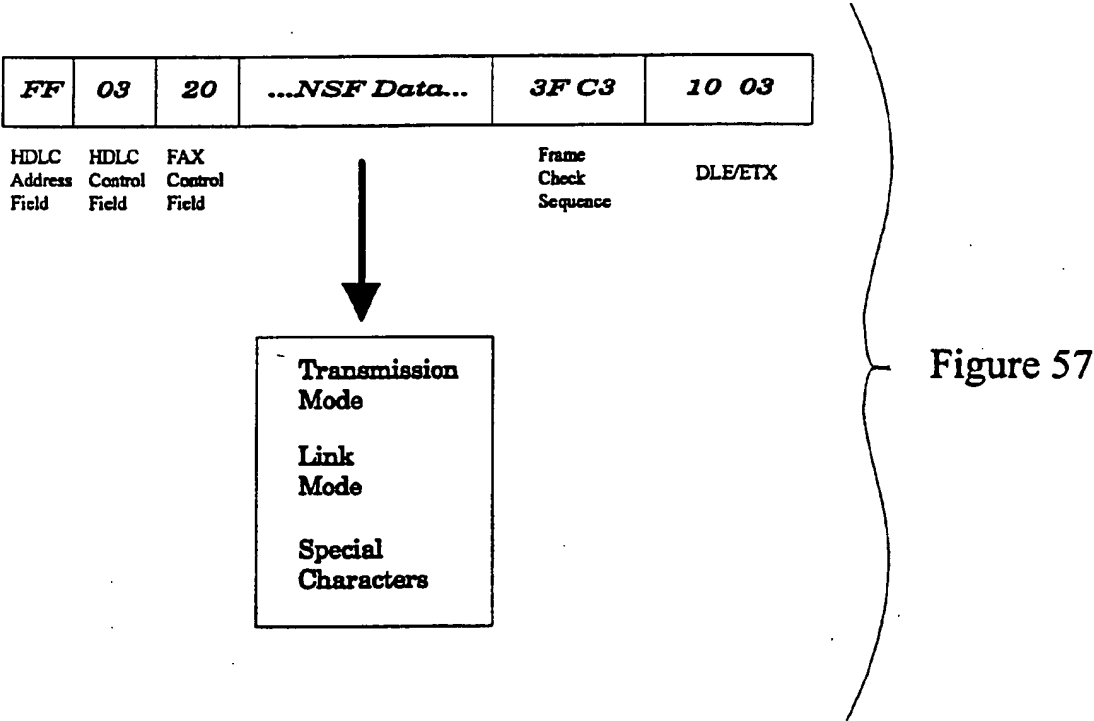 FF 03 20 ...NSF Data... 3F C3 10 03
HDLC
Address
Field
HDLC
Control
Field
FAX
Control
Field
Frame
Check
Sequence
DLE/ETX
Transmission
Mode
Link
Mode
Special
Characters
Figure 57